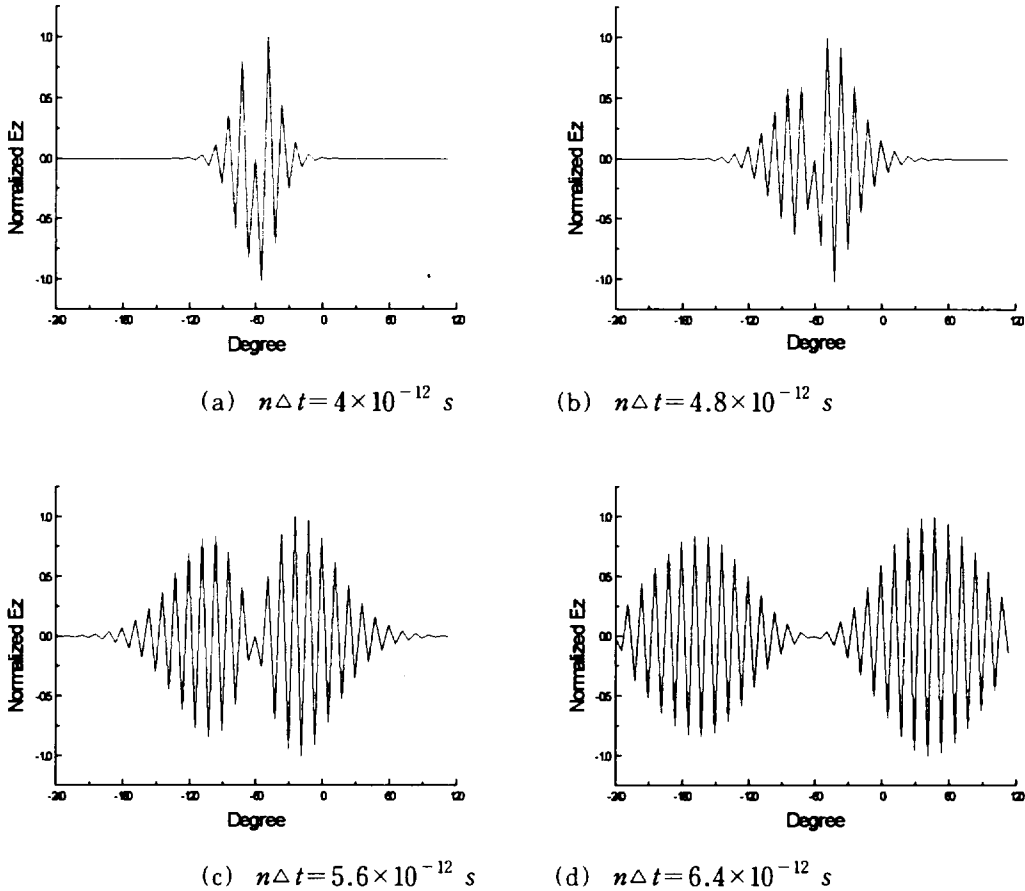 Normalized Ez
1.0
0.5
0.0
-0.5
-1.0
-240 -180 -120 -60 0 60 120
Degree
(a) n△t=4×10⁻¹² s
Normalized Ez
1.0
0.5
0.0
-0.5
-1.0
-240 -180 -120 -60 0 60 120
Degree
(b) n△t=4.8×10⁻¹² s
Normalized Ez
1.0
0.5
0.0
-0.5
-1.0
-240 -180 -120 -60 0 60 120
Degree
(c) n△t=5.6×10⁻¹² s
Normalized Ez
1.0
0.5
0.0
-0.5
-1.0
-240 -180 -120 -60 0 60 120
Degree
(d) n△t=6.4×10⁻¹² s